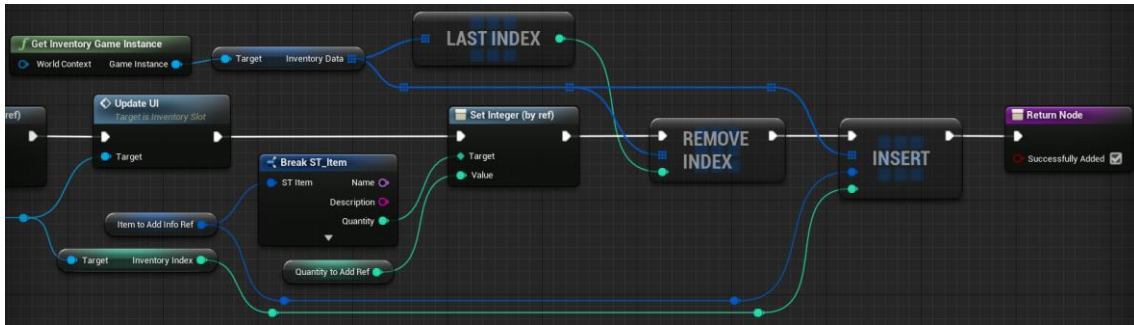 Get Inventory Game Instance
World Context
Game Instance
Target
Inventory Data
LAST INDEX
ref)
Update UI
Target is Inventory Slot
Target
Set Integer (by ref)
Target
Value
REMOVE
INDEX
INSERT
Return Node
Successfully Added
Break ST_Item
ST Item
Name
Description
Quantity
Item to Add Info Ref
Target
Inventory Index
Quantity to Add Ref